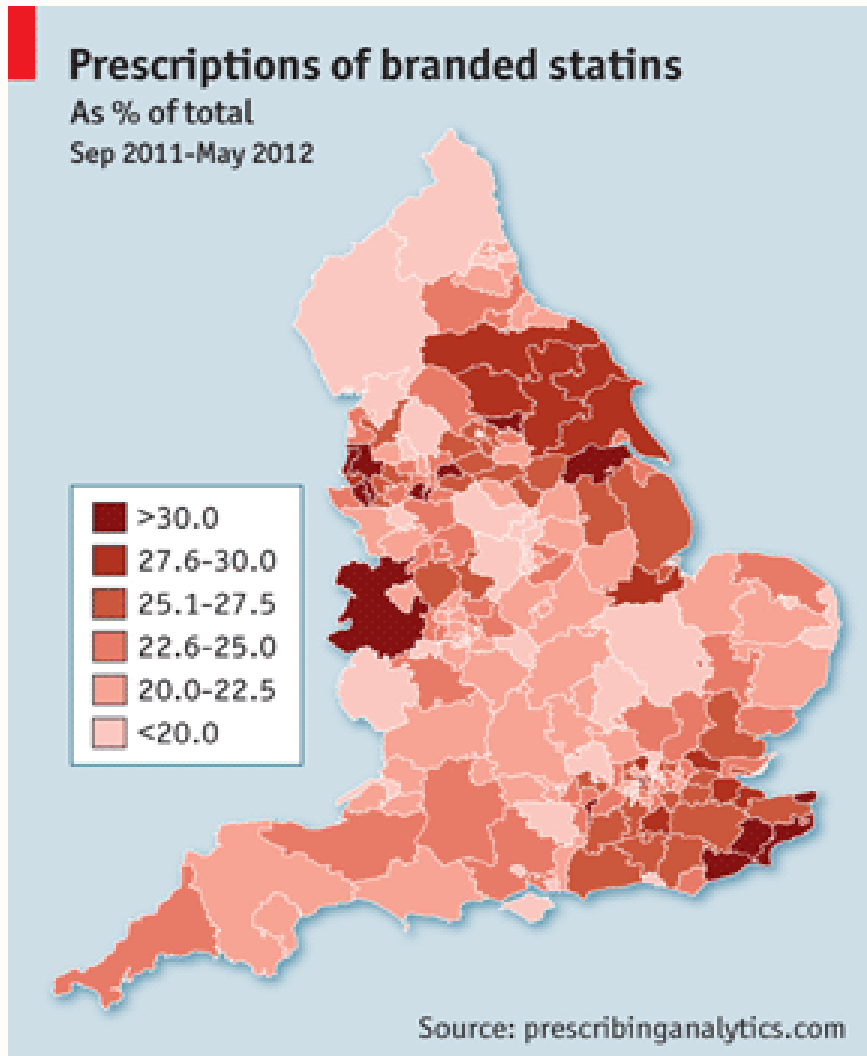 Prescriptions of branded statins
As % of total
Sep 2011-May 2012
>30.0
27.6-30.0
25.1-27.5
22.6-25.0
20.0-22.5
<20.0
Source: prescribinganalytics.com